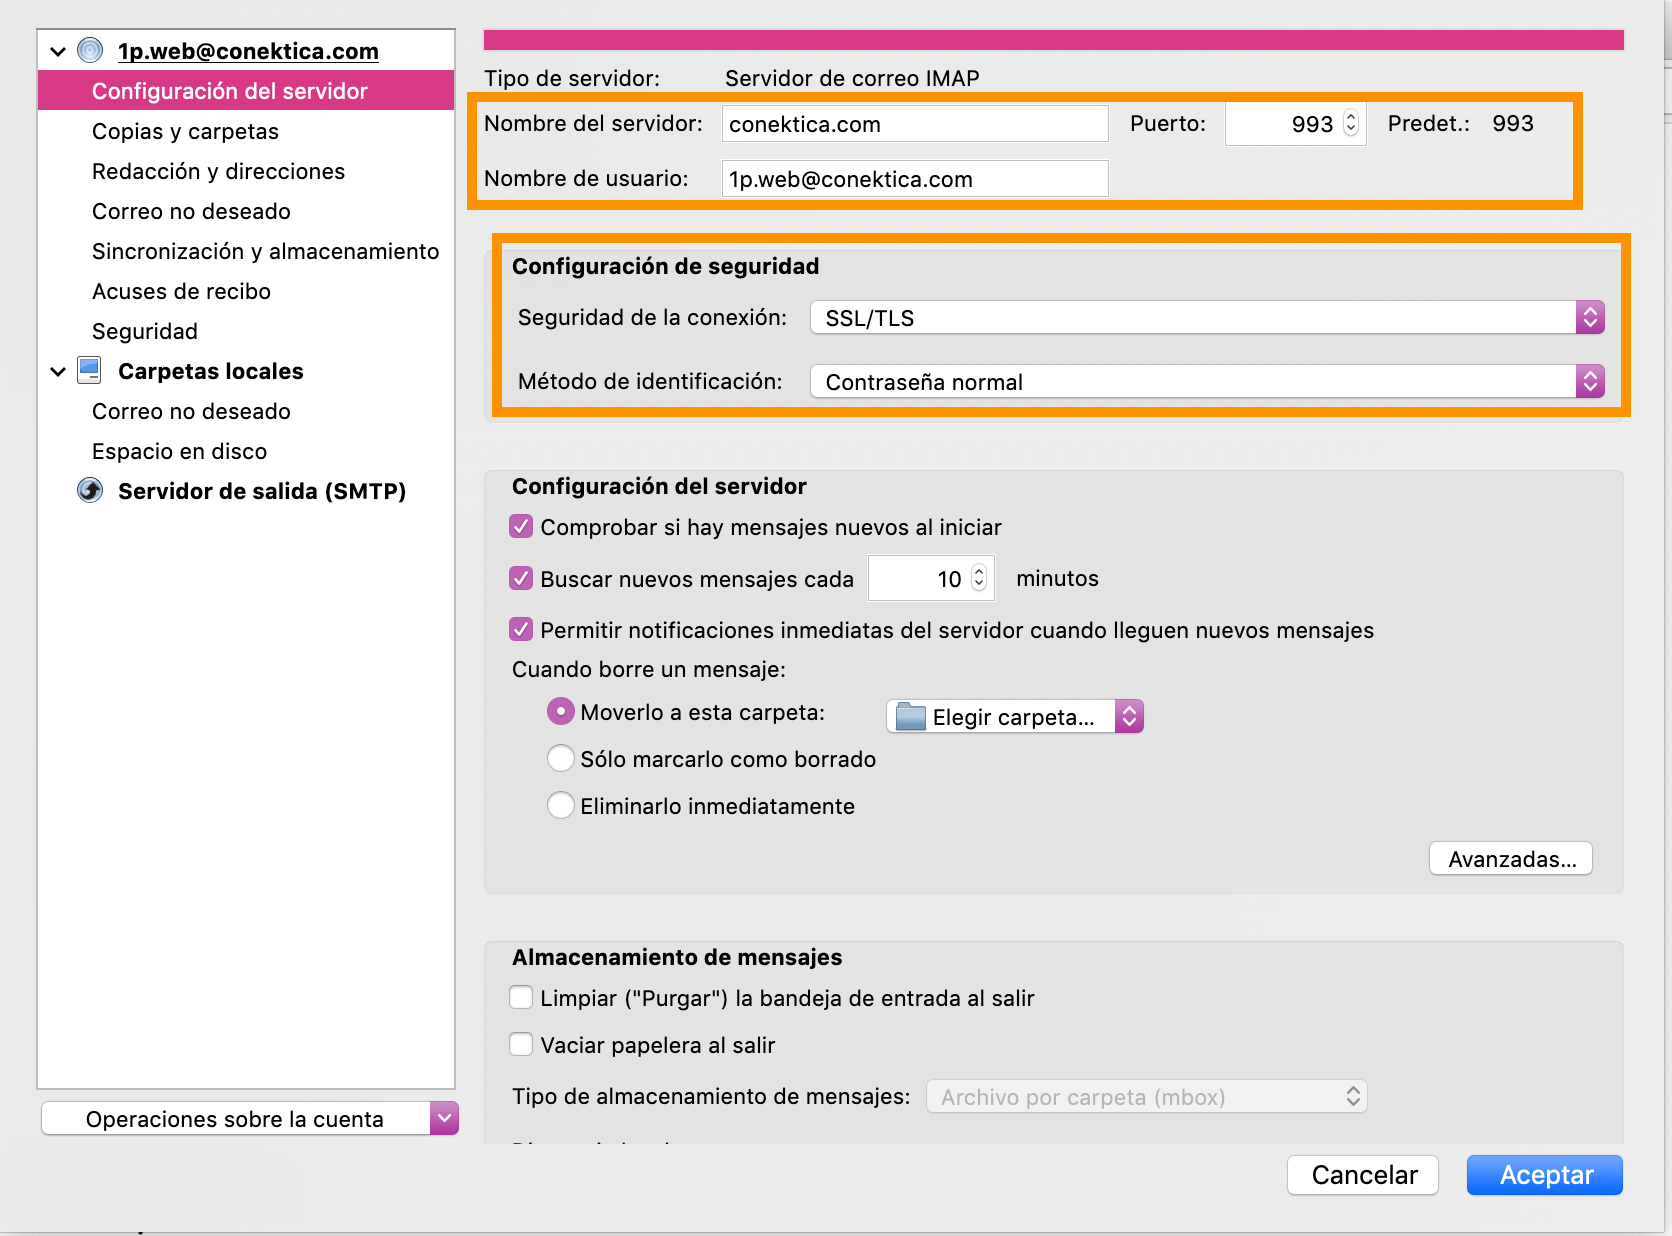 1p.web@conektica.com
Configuración del servidor
Copias y carpetas
Redacción y direcciones
Correo no deseado
Sincronización y almacenamiento
Acuses de recibo
Seguridad
Carpetas locales
Correo no deseado
Espacio en disco
Servidor de salida (SMTP)
Operaciones sobre la cuenta
Tipo de servidor: Servidor de correo IMAP
Nombre del servidor: conektica.com Puerto: 993 Predet.: 993
Nombre de usuario: 1p.web@conektica.com
Configuración de seguridad
Seguridad de la conexión: SSL/TLS
Método de identificación: Contraseña normal
Configuración del servidor
Comprobar si hay mensajes nuevos al iniciar
Buscar nuevos mensajes cada 10 minutos
Permitir notificaciones inmediatas del servidor cuando lleguen nuevos mensajes
Cuando borre un mensaje:
Moverlo a esta carpeta: Elegir carpeta...
Sólo marcarlo como borrado
Eliminarlo inmediatamente
Avanzadas...
Almacenamiento de mensajes
Limpiar ("Purgar") la bandeja de entrada al salir
Vaciar papelera al salir
Tipo de almacenamiento de mensajes: Archivo por carpeta (mbox)
Cancelar Aceptar